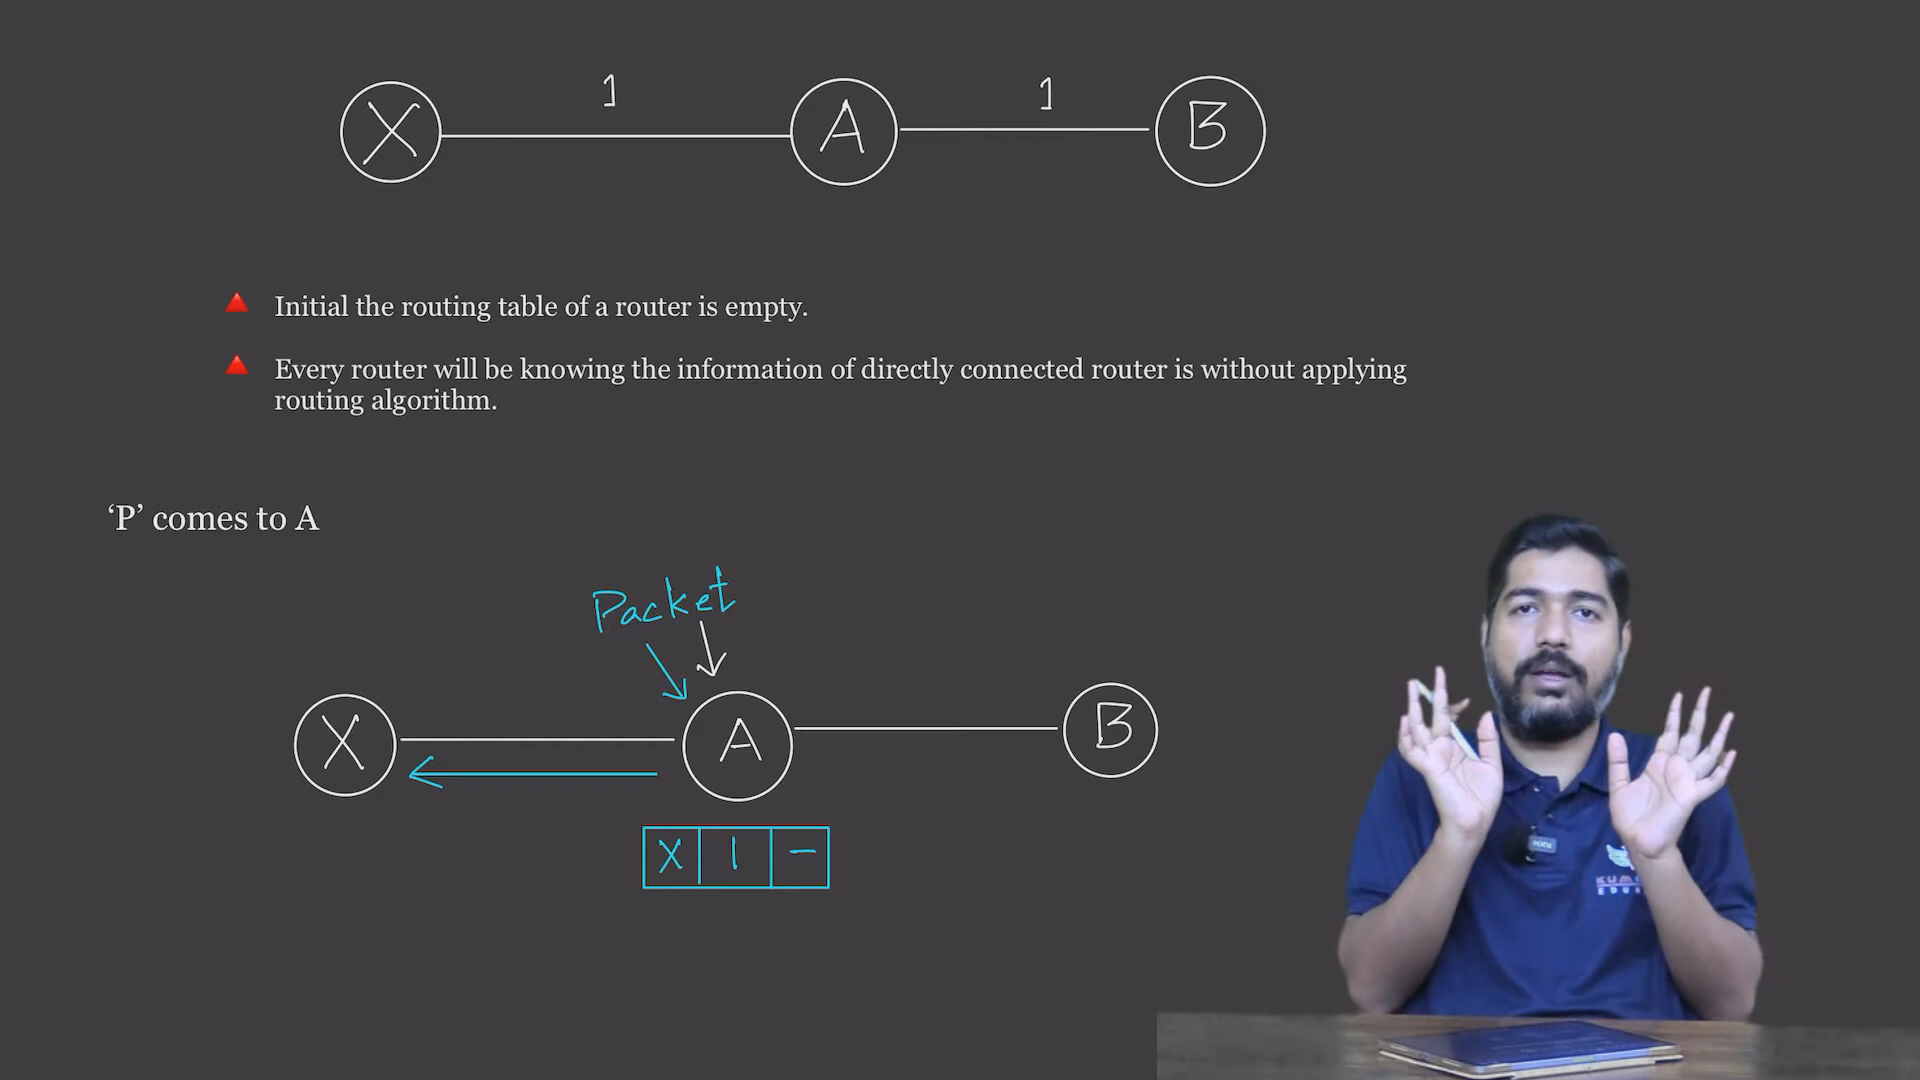 1 1
X A B
Initial the routing table of a router is empty.
Every router will be knowing the information of directly connected router is without applying
routing algorithm.
‘P’ comes to A
Packet
X A B
X 1 –